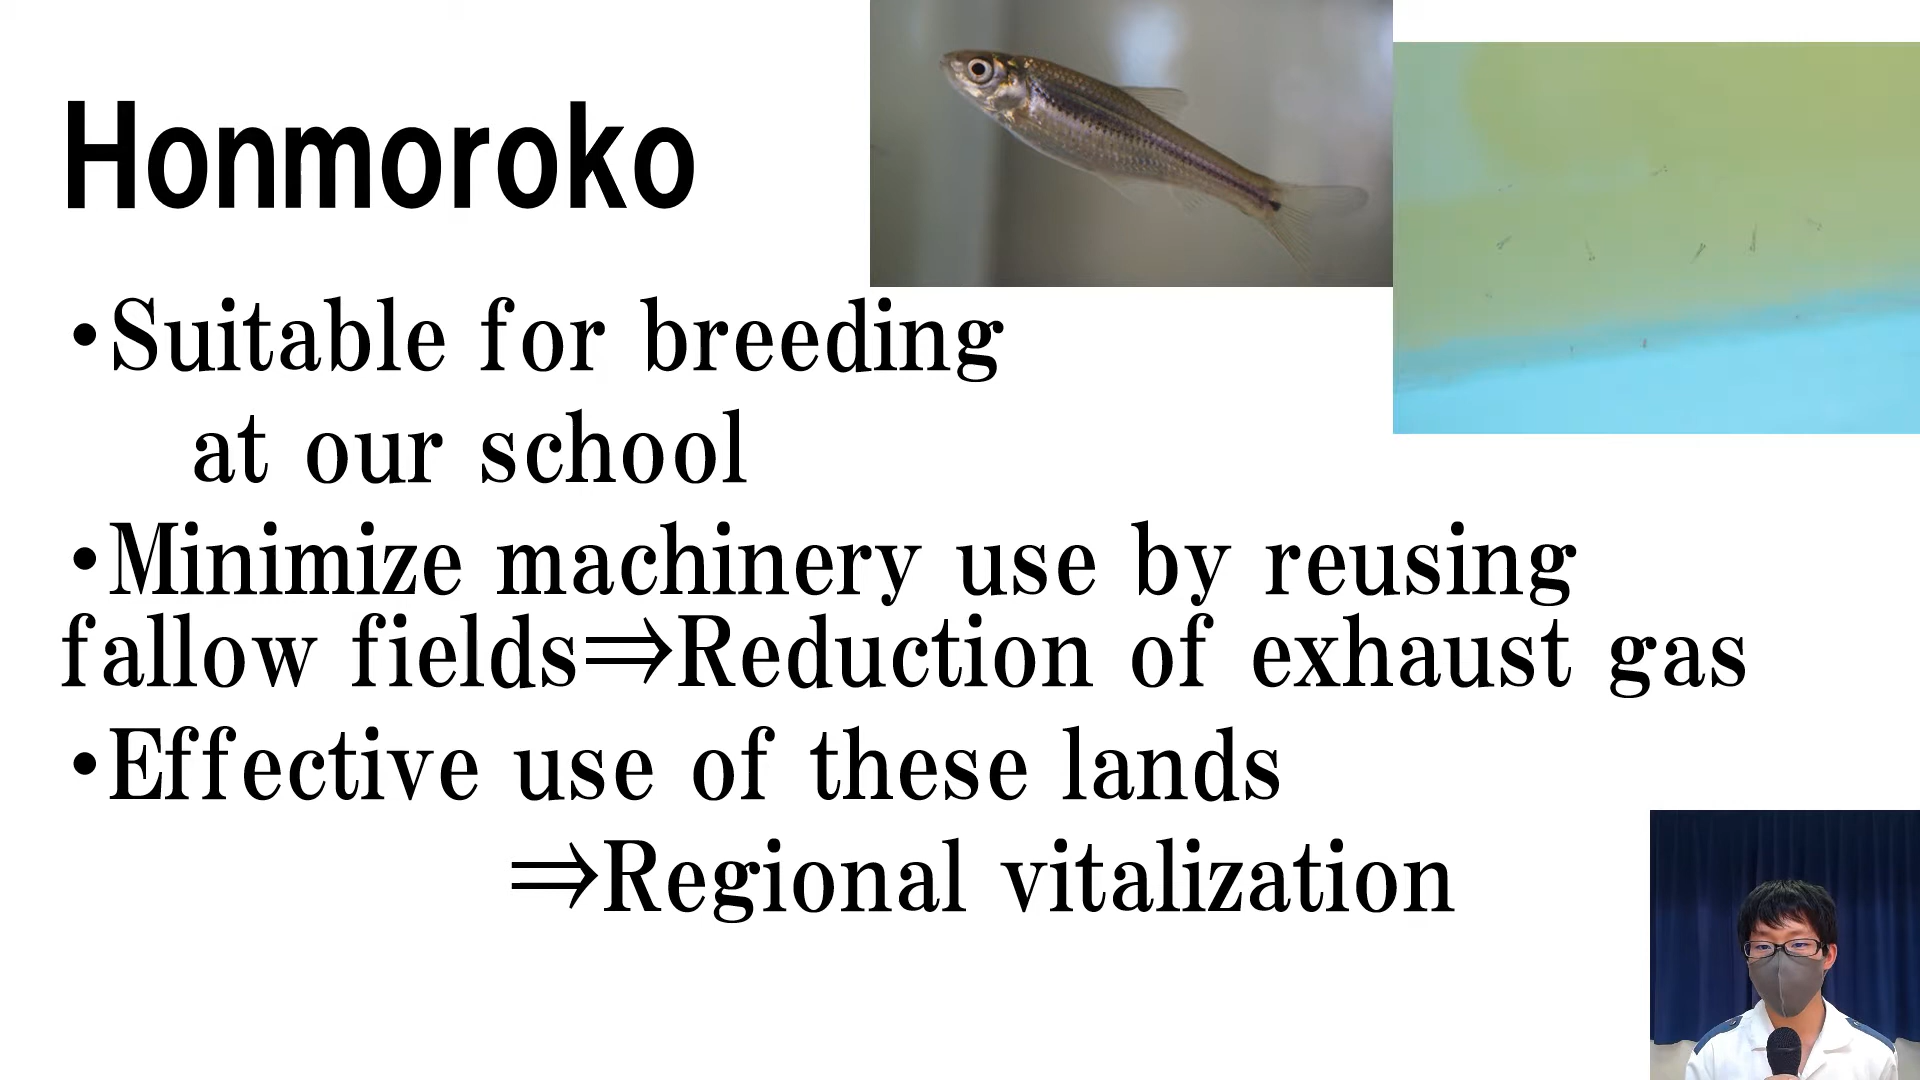 Honmoroko
・Suitable for breeding
at our school
・Minimize machinery use by reusing
fallow fields⇒Reduction of exhaust gas
・Effective use of these lands
⇒Regional vitalization